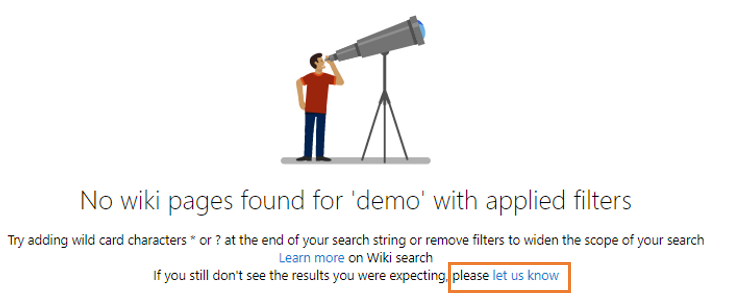 No wiki pages found for 'demo' with applied filters
Try adding wild card characters * or ? at the end of your search string or remove filters to widen the scope of your search
Learn more on Wiki search
If you still don't see the results you were expecting, please let us know